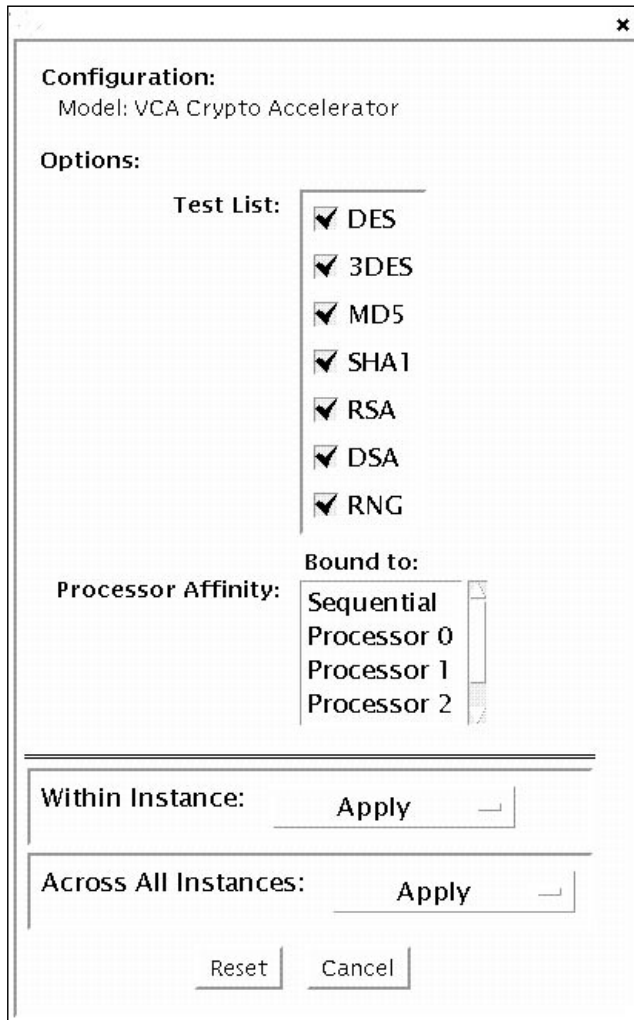 Configuration:
Model: VCA Crypto Accelerator
Options:
Test List:
DES
3DES
MD5
SHA1
RSA
DSA
RNG
Bound to:
Processor Affinity:
Sequential
Processor 0
Processor 1
Processor 2
Within Instance: Apply
Across All Instances: Apply
Reset Cancel